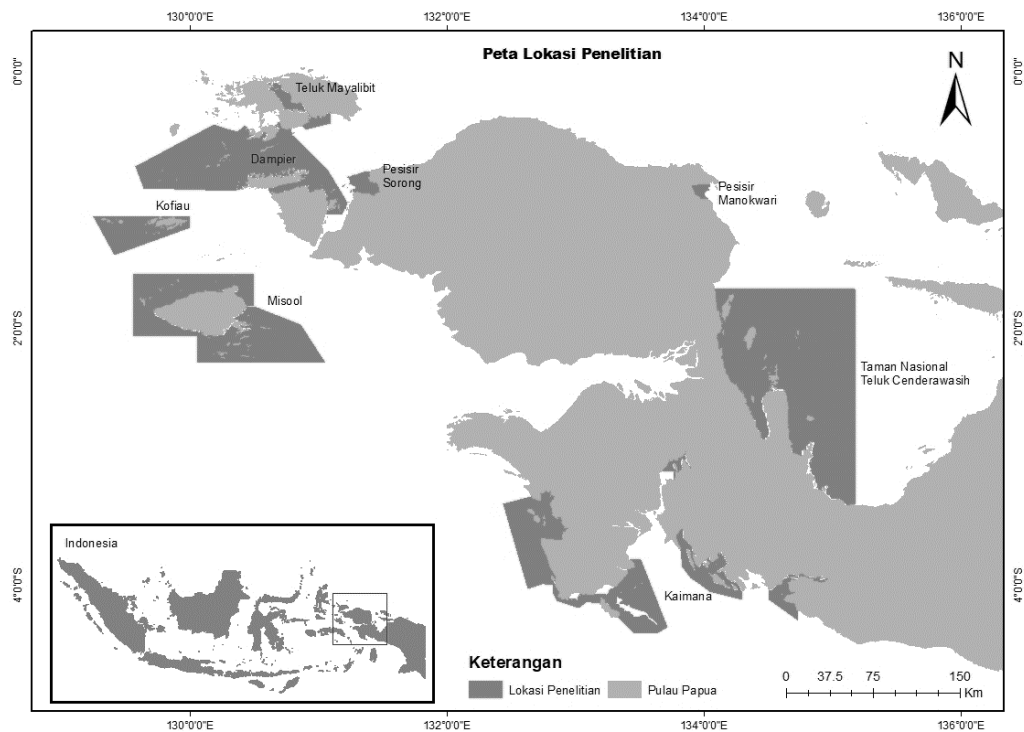 130°0'0"E 132°0'0"E 134°0'0"E 136°0'0"E
Peta Lokasi Penelitian
N
0°0'0"
0°0'0"
Teluk Mayalibit
Dampier
Pesisir
Sorong
Pesisir
Manokwari
Kofiau
Misool
2°0'0"S
2°0'0"S
Taman Nasional
Teluk Cenderawasih
Indonesia
4°0'0"S
4°0'0"S
Kaimana
Keterangan
Lokasi Penelitian
Pulau Papua
0 37.5 75 150
Km
130°0'0"E 132°0'0"E 134°0'0"E 136°0'0"E